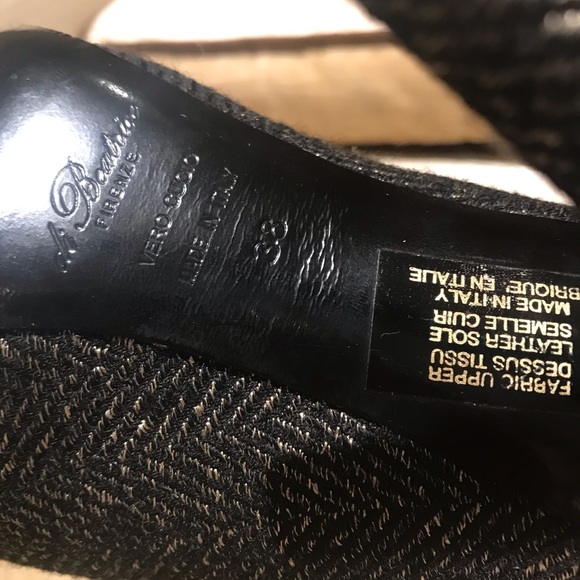 FIRENZE
VERO CUOIO
MADE IN ITALY
38
FABRIC UPPER
DESSUS TISSU
LEATHER SOLE
SEMELLE CUIR
MADE IN ITALY
BRIQUE' EN ITALIE